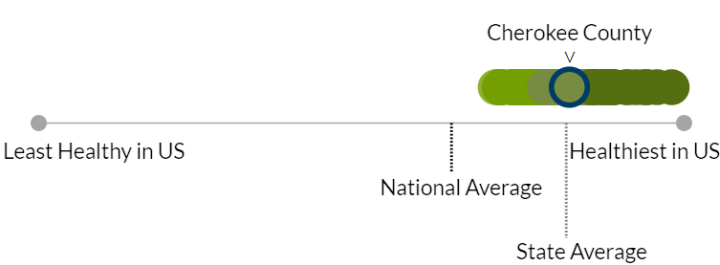 Cherokee County
Least Healthy in US
Healthiest in US
National Average
State Average